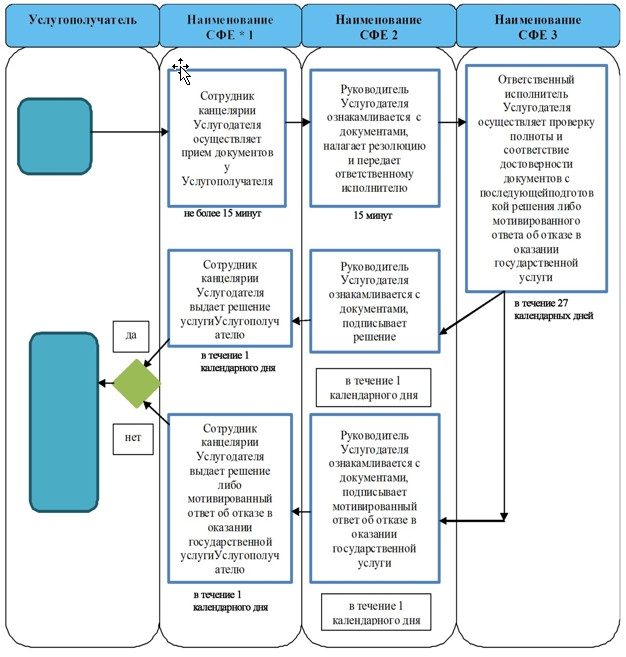 Услугополучатель
Наименование
СФЕ * 1
Наименование
СФЕ 2
Наименование
СФЕ 3
Сотрудник
канцелярии
Услугодателя
осуществляет
прием документов
у
Услугополучателя
не более 15 минут
Руководитель
Услугодателя
ознакамливается с
документами,
налагает резолюцию
и передает
ответственному
исполнителю
15 минут
Ответственный
исполнитель
Услугодателя
осуществляет проверку
полноты и
соответствие
достоверности
документов с
последующейподготов
кой решения либо
мотивированного
ответа об отказе в
оказании
государственной
услуги
в течение 27
календарных дней
Сотрудник
канцелярии
Услугодателя
выдает решение
услугиУслугополуч
ателю
в течение 1
календарного дня
Руководитель
Услугодателя
ознакамливается с
документами,
подписывает
решение
в течение 1
календарного дня
да
нет
Сотрудник
канцелярии
Услугодателя
выдает решение
либо
мотивированный
ответ об отказе в
оказании
государственной
услугиУслугополуч
ателю
в течение 1
календарного дня
Руководитель
Услугодателя
ознакамливается с
документами,
подписывает
мотивированный
ответ об отказе в
оказании
государственной
услуги
в течение 1
календарного дня